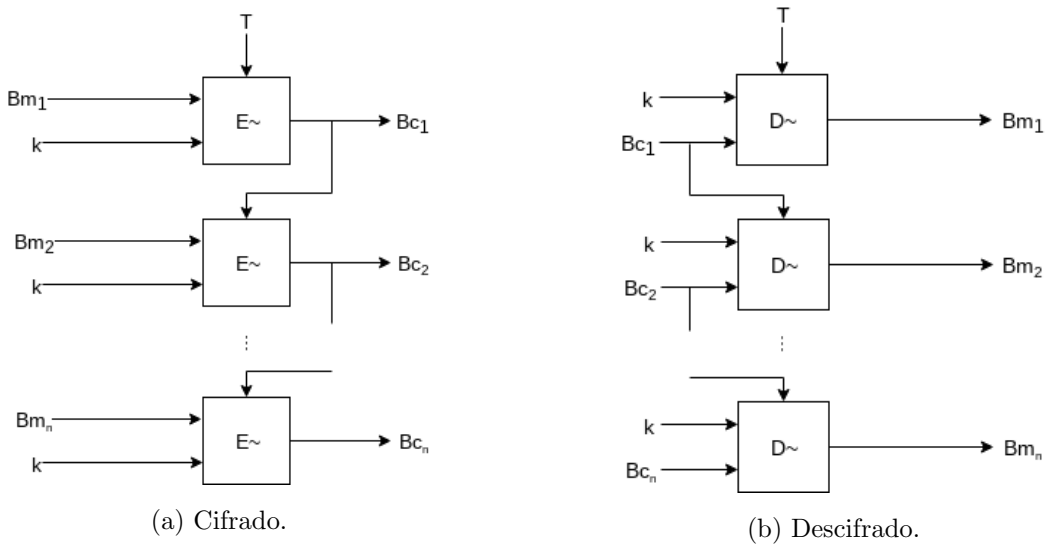 T
Bm1
k
E~
Bc1
Bm2
k
E~
Bc2
Bmn
k
E~
Bcn
(a) Cifrado.
T
k
Bc1
D~
Bm1
k
Bc2
D~
Bm2
k
Bcn
D~
Bmn
(b) Descifrado.